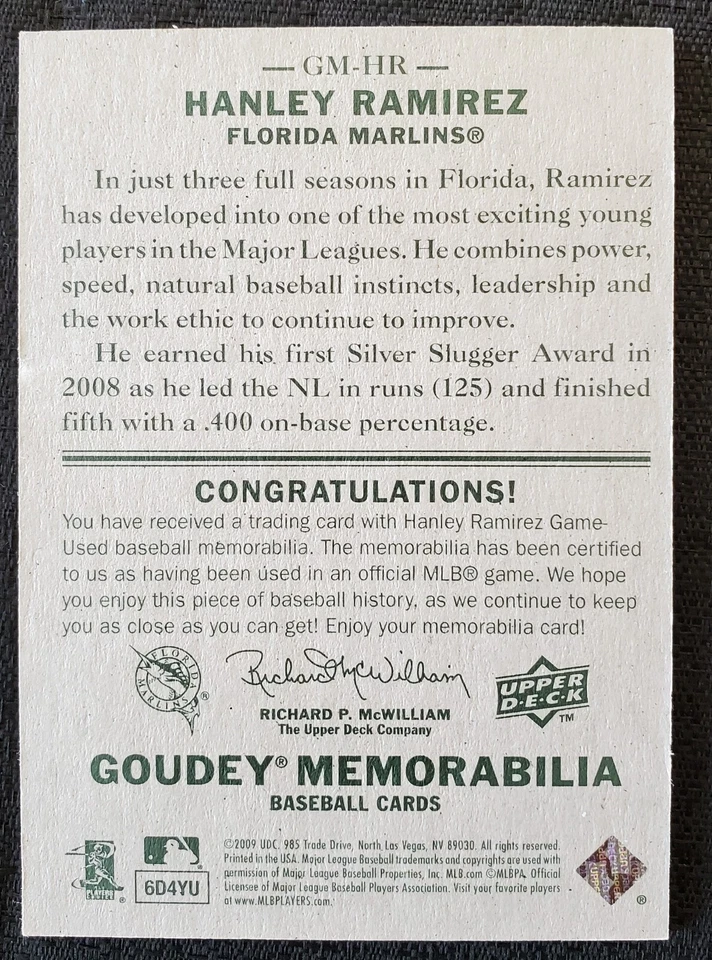 — GM-HR —
HANLEY RAMIREZ
FLORIDA MARLINS®
In just three full seasons in Florida, Ramirez
has developed into one of the most exciting young
players in the Major Leagues. He combines power,
speed, natural baseball instincts, leadership and
the work ethic to continue to improve.
He earned his first Silver Slugger Award in
2008 as he led the NL in runs (125) and finished
fifth with a .400 on-base percentage.
CONGRATULATIONS!
You have received a trading card with Hanley Ramirez Game-
Used baseball memorabilia. The memorabilia has been certified
to us as having been used in an official MLB® game. We hope
you enjoy this piece of baseball history, as we continue to keep
you as close as you can get! Enjoy your memorabilia card!
FLORIDA
MARLINS
®
Richard McWilliam
UPPER
D·E·C·K
TM
RICHARD P. McWILLIAM
The Upper Deck Company
GOUDEY® MEMORABILIA
BASEBALL CARDS
PLAYERS
CHOICE
®
®
6D4YU
©2009 UDC. 985 Trade Drive, North Las Vegas, NV 89030. All rights reserved.
Printed in the USA. Major League Baseball trademarks and copyrights are used with
permission of Major League Baseball Properties, Inc. MLB.com ©MLBPA. Official
Licensee of Major League Baseball Players Association. Visit your favorite players
at www.MLBPLAYERS.com.
®